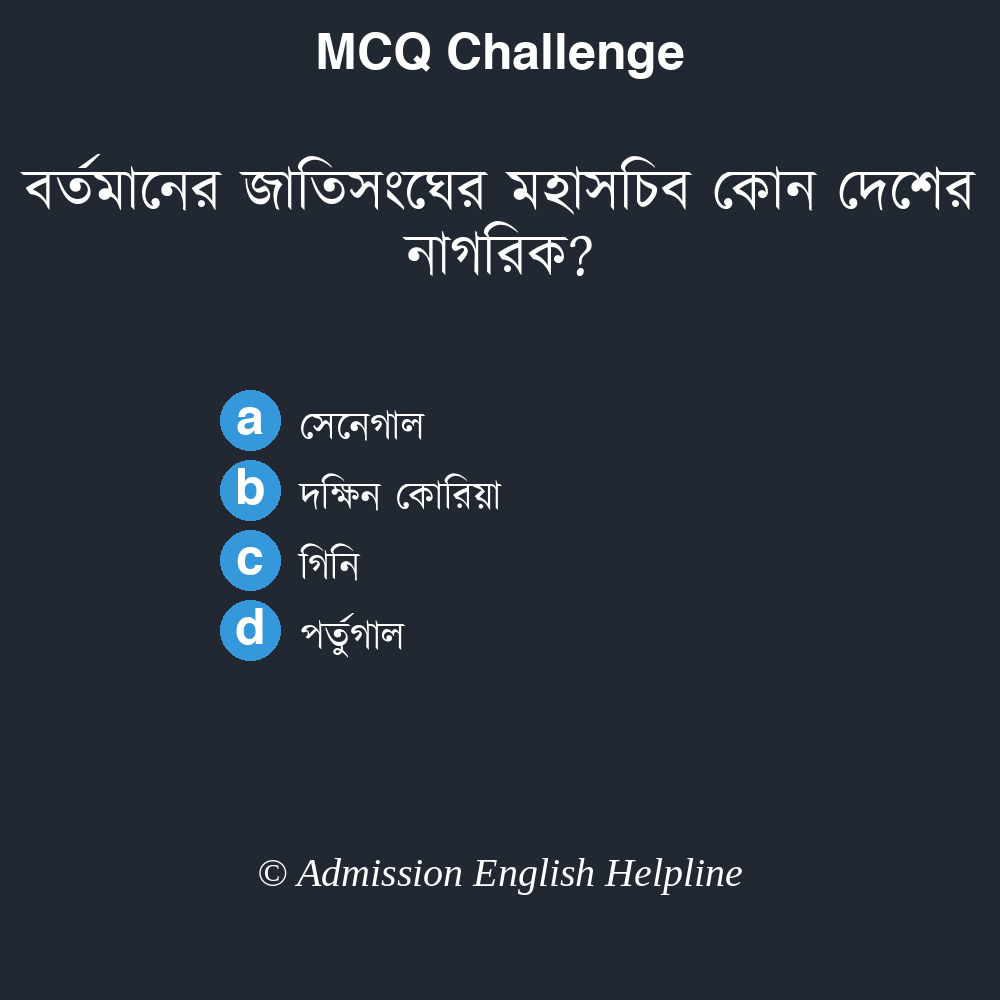 MCQ Challenge
বর্তমানের জাতিসংঘের মহাসচিব কোন দেশের
নাগরিক?
a সেনেগাল
b দক্ষিন কোরিয়া
c গিনি
d পর্তুগাল
© Admission English Helpline